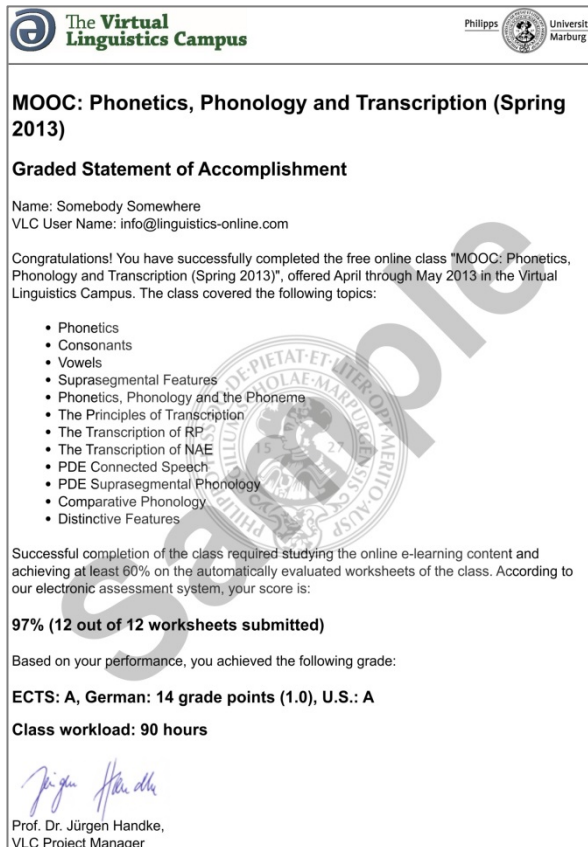 The Virtual
Linguistics Campus
Philipps
Universit
Marburg
MOOC: Phonetics, Phonology and Transcription (Spring
2013)
Graded Statement of Accomplishment
Name: Somebody Somewhere
VLC User Name: info@linguistics-online.com
Congratulations! You have successfully completed the free online class "MOOC: Phonetics,
Phonology and Transcription (Spring 2013)", offered April through May 2013 in the Virtual
Linguistics Campus. The class covered the following topics:
• Phonetics
• Consonants
• Vowels
• Suprasegmental Features
• Phonetics, Phonology and the Phoneme
• The Principles of Transcription
• The Transcription of RP
• The Transcription of NAE
• PDE Connected Speech
• PDE Suprasegmental Phonology
• Comparative Phonology
• Distinctive Features
Successful completion of the class required studying the online e-learning content and
achieving at least 60% on the automatically evaluated worksheets of the class. According to
our electronic assessment system, your score is:
97% (12 out of 12 worksheets submitted)
Based on your performance, you achieved the following grade:
ECTS: A, German: 14 grade points (1.0), U.S.: A
Class workload: 90 hours
Jürgen Handke
Prof. Dr. Jürgen Handke,
VLC Project Manager
Sample
15 27